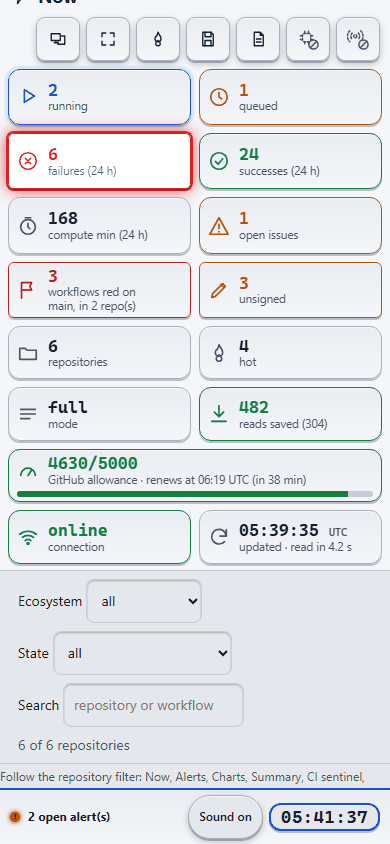 2
running
1
queued
6
failures (24 h)
24
successes (24 h)
168
compute min (24 h)
1
open issues
3
workflows red on
main, in 2 repo(s)
3
unsigned
6
repositories
4
hot
full
mode
482
reads saved (304)
4630/5000
GitHub allowance · renews at 06:19 UTC (in 38 min)
online
connection
05:39:35 UTC
updated · read in 4.2 s
Ecosystem all
State all
Search repository or workflow
6 of 6 repositories
Follow the repository filter: Now, Alerts, Charts, Summary, CI sentinel,
2 open alert(s)
Sound on
05:41:37